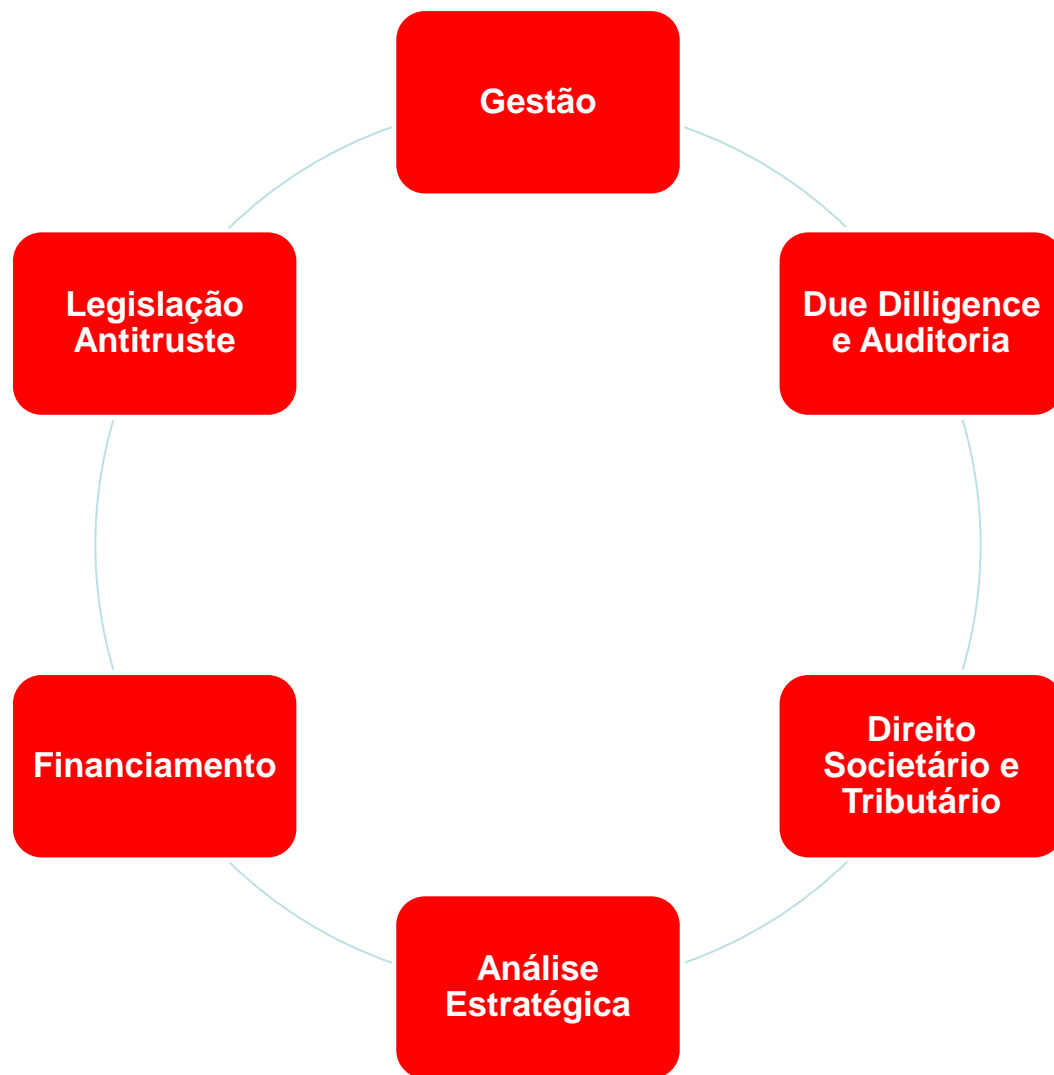 Gestão
Legislação
Antitruste
Due Dilligence
e Auditoria
Financiamento
Direito
Societário e
Tributário
Análise
Estratégica